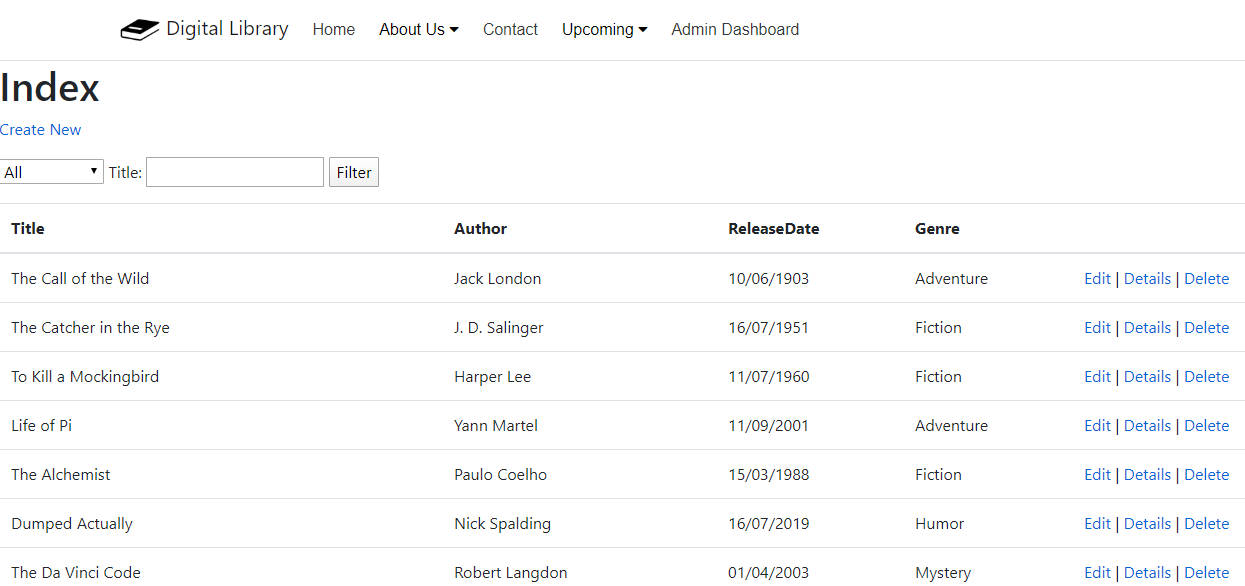 Digital Library Home About Us Contact Upcoming Admin Dashboard
Index
Create New
All Title: Filter
Title Author ReleaseDate Genre
The Call of the Wild Jack London 10/06/1903 Adventure Edit | Details | Delete
The Catcher in the Rye J. D. Salinger 16/07/1951 Fiction Edit | Details | Delete
To Kill a Mockingbird Harper Lee 11/07/1960 Fiction Edit | Details | Delete
Life of Pi Yann Martel 11/09/2001 Adventure Edit | Details | Delete
The Alchemist Paulo Coelho 15/03/1988 Fiction Edit | Details | Delete
Dumped Actually Nick Spalding 16/07/2019 Humor Edit | Details | Delete
The Da Vinci Code Robert Langdon 01/04/2003 Mystery Edit | Details | Delete